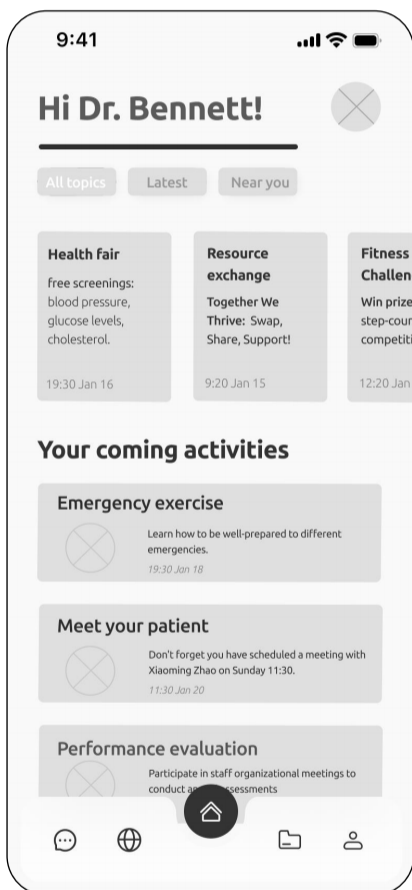 9:41
Hi Dr. Bennett!
All topics Latest Near you
Health fair
free screenings:
blood pressure,
glucose levels,
cholesterol.
19:30 Jan 16
Resource
exchange
Together We
Thrive: Swap,
Share, Support!
9:20 Jan 15
Fitness
Challen
Win prize
step-coun
competiti
12:20 Jan
Your coming activities
Emergency exercise
Learn how to be well-prepared to different
emergencies.
19:30 Jan 18
Meet your patient
Don't forget you have scheduled a meeting with
Xiaoming Zhao on Sunday 11:30.
11:30 Jan 20
Performance evaluation
Participate in staff organizational meetings to
conduct